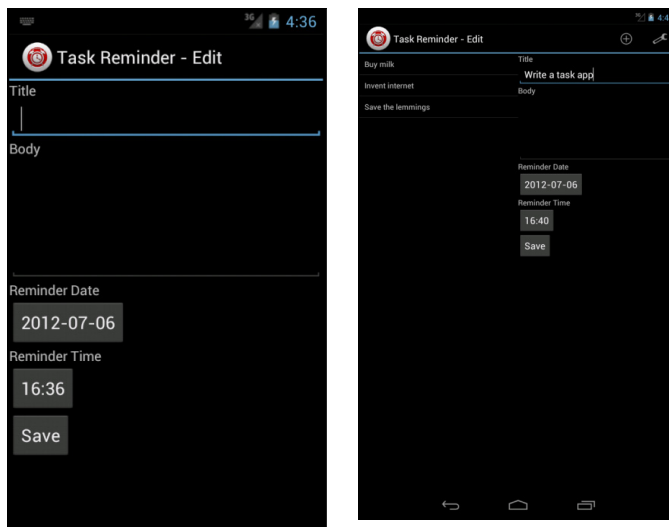 3G 4:36
Task Reminder - Edit
Title
Body
Reminder Date
2012-07-06
Reminder Time
16:36
Save
Task Reminder - Edit
Buy milk
Invent internet
Save the lemmings
Title
Write a task app
Body
Reminder Date
2012-07-06
Reminder Time
16:40
Save